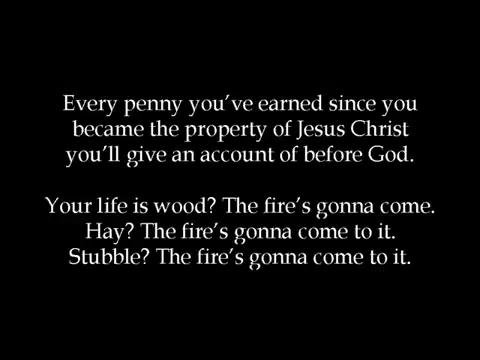 Every penny you’ve earned since you
became the property of Jesus Christ
you’ll give an account of before God.
Your life is wood? The fire’s gonna come.
Hay? The fire’s gonna come to it.
Stubble? The fire’s gonna come to it.